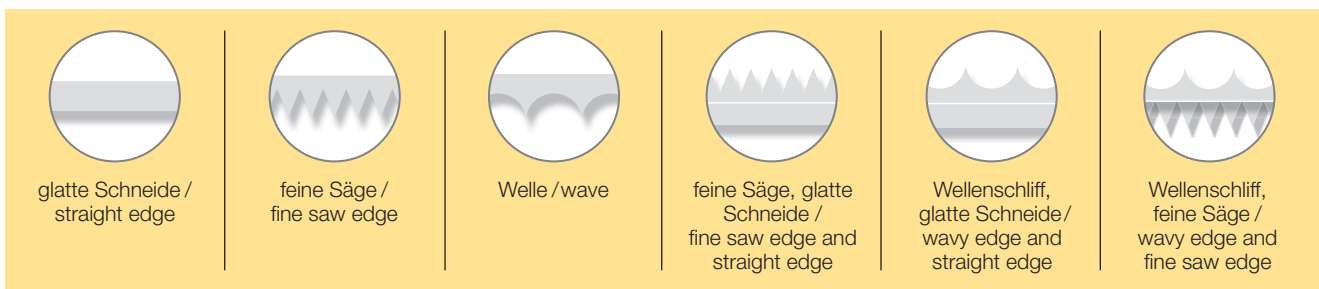 glatte Schneide /
straight edge
feine Säge /
fine saw edge
Welle / wave
feine Säge, glatte
Schneide /
fine saw edge and
straight edge
Wellenschliff,
glatte Schneide /
wavy edge and
straight edge
Wellenschliff,
feine Säge /
wavy edge and
fine saw edge